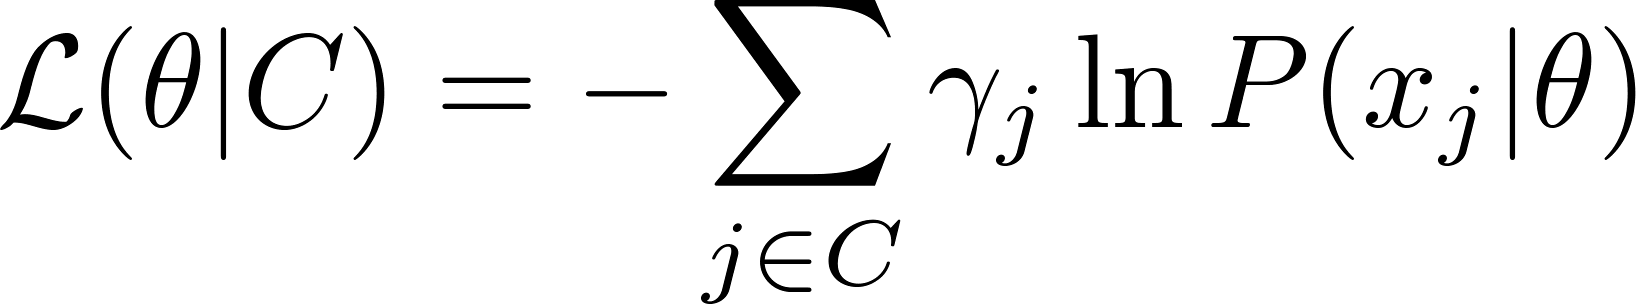 ℒ(θ|C) = − ∑_{j∈C} γ_j ln P(x_j|θ)